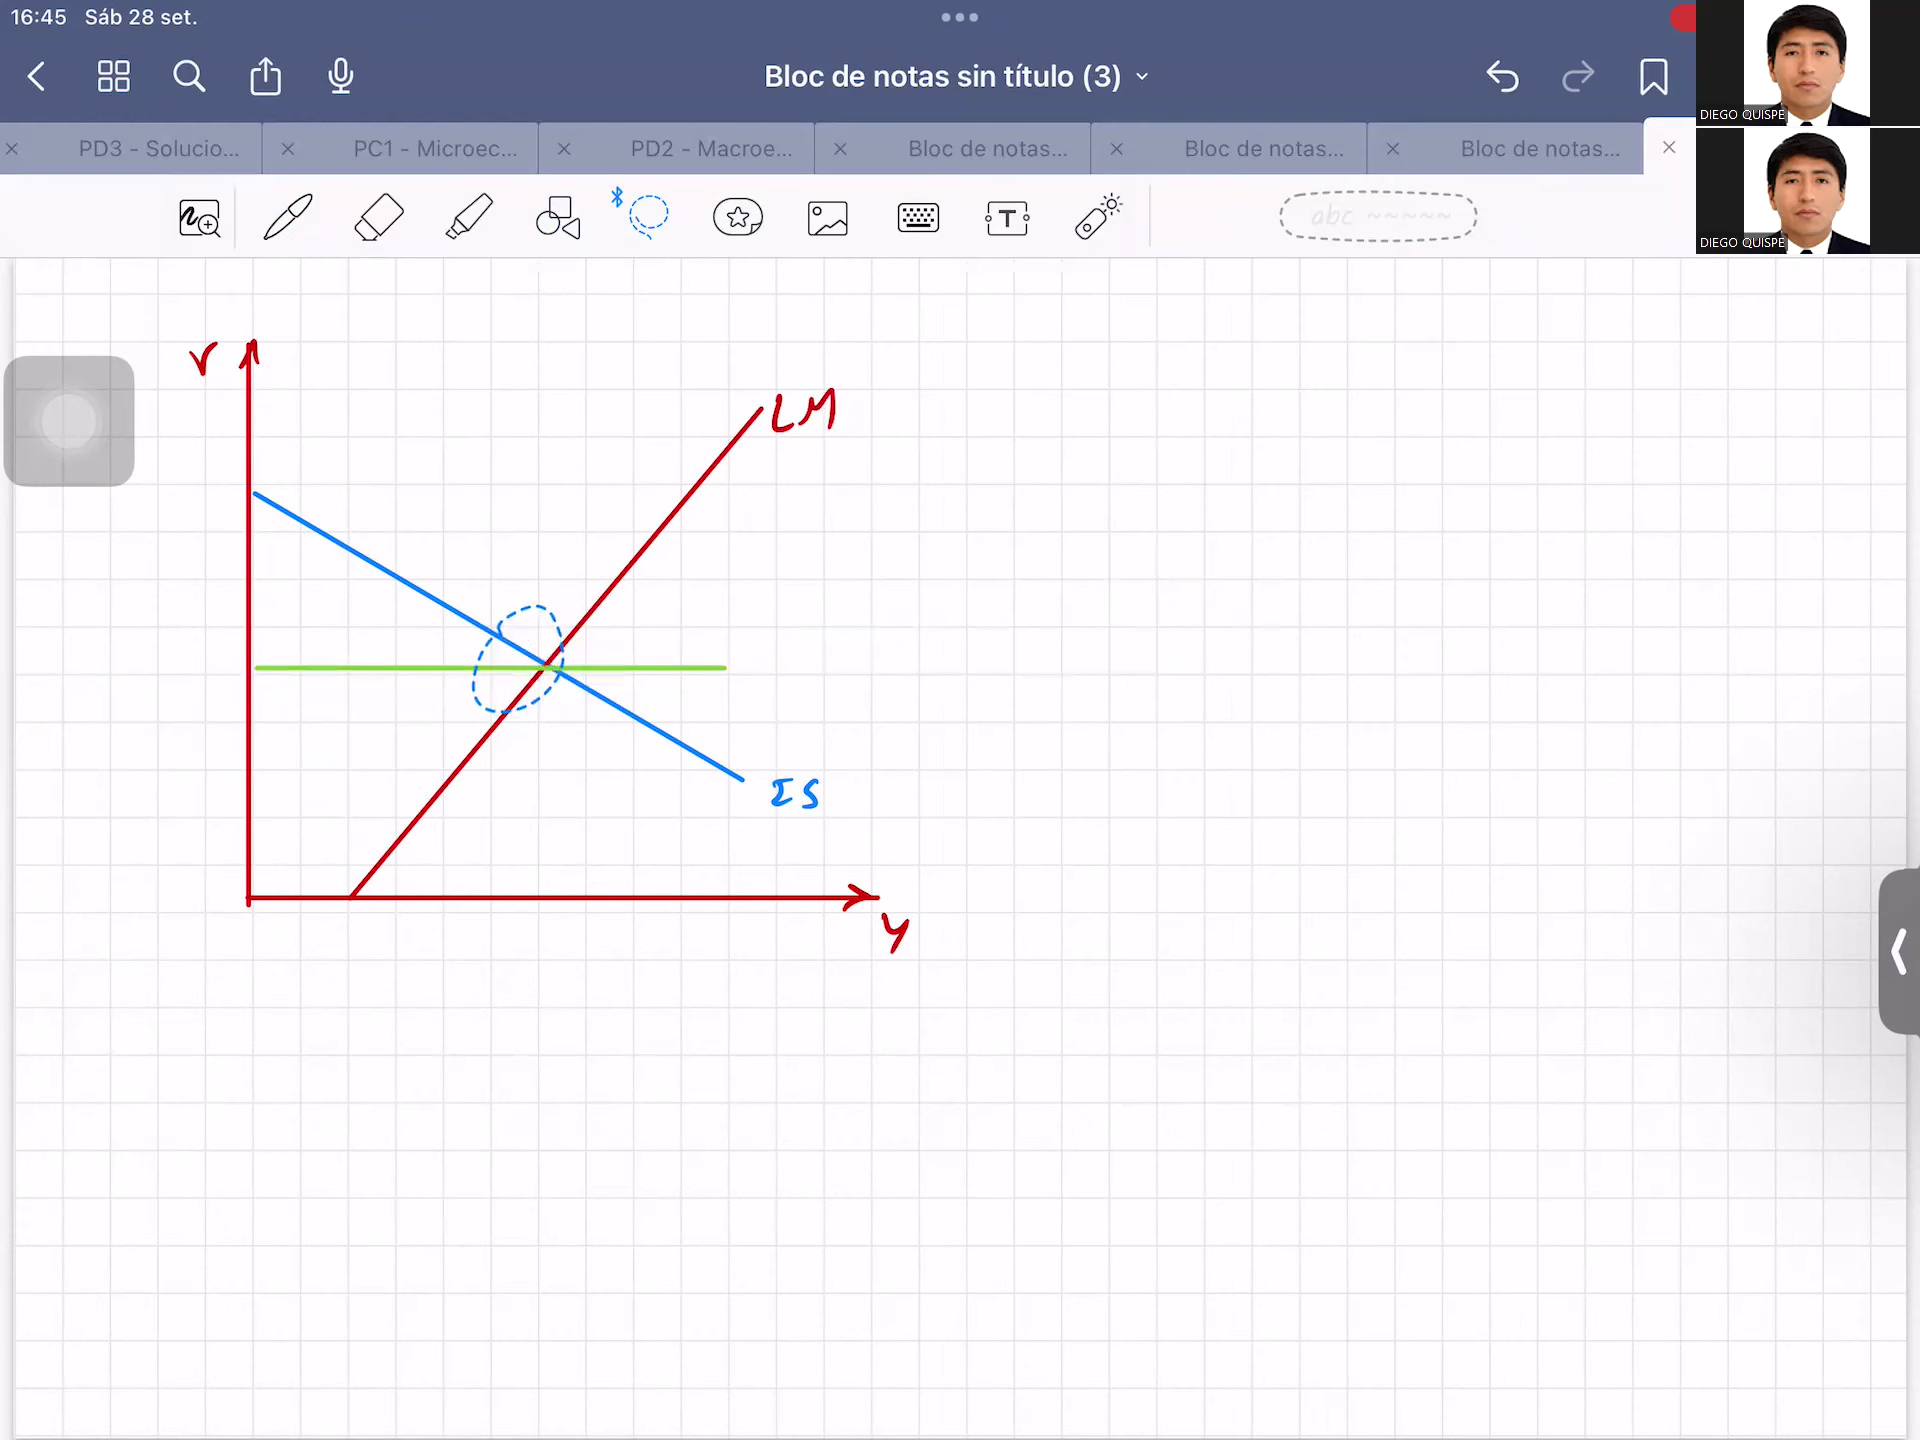 16:45 Sáb 28 set.
Bloc de notas sin título (3)
DIEGO QUISPE
PD3 - Solucio...
PC1 - Microec...
PD2 - Macroe...
Bloc de notas...
Bloc de notas...
Bloc de notas...
T
abc
DIEGO QUISPE
r
LM
IS
y